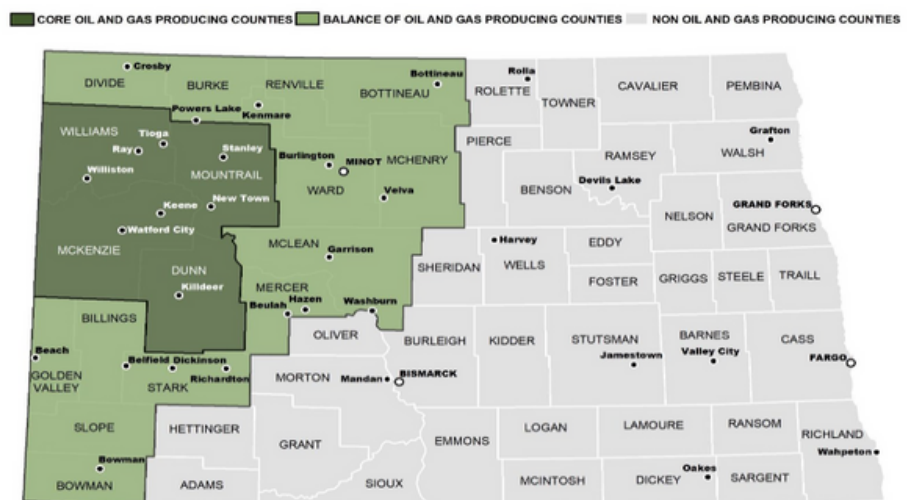 CORE OIL AND GAS PRODUCING COUNTIES BALANCE OF OIL AND GAS PRODUCING COUNTIES NON OIL AND GAS PRODUCING COUNTIES
Crosby
DIVIDE
BURKE
RENVILLE
Bottineau
BOTTINEAU
Rolla
ROLETTE
TOWNER
CAVALIER
PEMBINA
Powers Lake
Kenmare
WILLIAMS
Tioga
Ray
Stanley
Williston
MOUNTRAIL
Burlington
MINOT
MCHENRY
WARD
Velva
PIERCE
BENSON
RAMSEY
Devils Lake
Grafton
WALSH
NELSON
GRAND FORKS
GRAND FORKS
Keene
New Town
Watford City
MCKENZIE
DUNN
Killdeer
MCLEAN
Garrison
MERCER
Beulah
Hazen
Washburn
SHERIDAN
Harvey
WELLS
EDDY
FOSTER
GRIGGS
STEELE
TRAILL
BILLINGS
Beach
GOLDEN
VALLEY
Belfield
Dickinson
STARK
Richardton
OLIVER
MORTON
Mandan
BISMARCK
BURLEIGH
KIDDER
STUTSMAN
Jamestown
BARNES
Valley City
CASS
FARGO
SLOPE
Bowman
BOWMAN
HETTINGER
ADAMS
GRANT
SIOUX
EMMONS
LOGAN
MCINTOSH
LAMOURE
DICKEY
Oakes
RANSOM
SARGENT
RICHLAND
Wahpeton